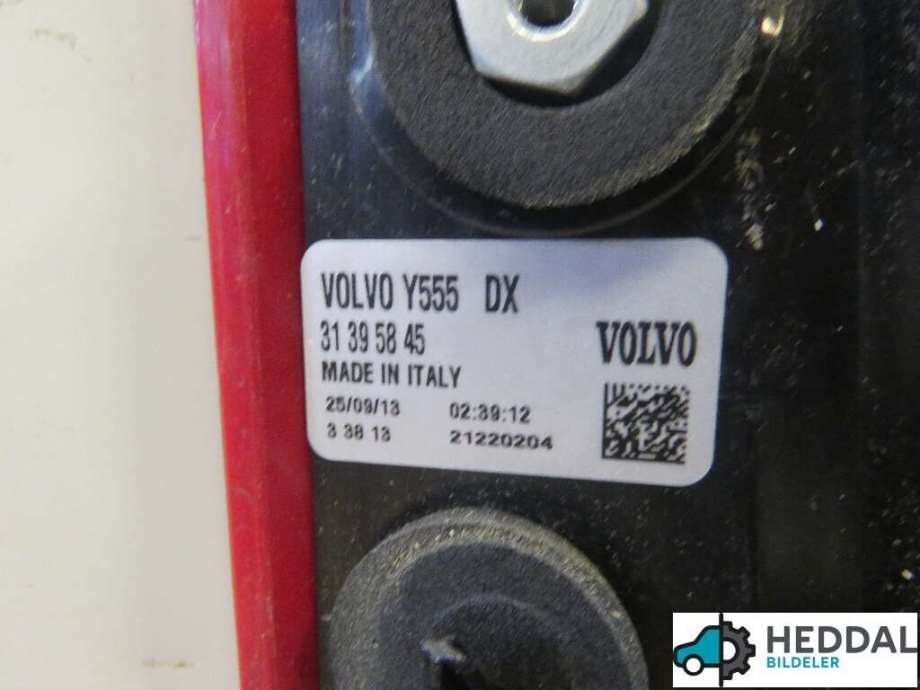 VOLVO Y555 DX
31 39 58 45
VOLVO
MADE IN ITALY
25/09/13 02:39:12
3 38 13 21220204
HEDDAL
BILDELER